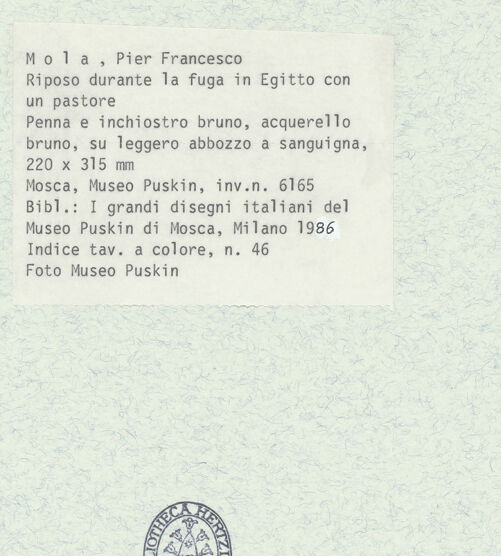 M o l a , Pier Francesco
Riposo durante la fuga in Egitto con
un pastore
Penna e inchiostro bruno, acquerello
bruno, su leggero abbozzo a sanguigna,
220 x 315 mm
Mosca, Museo Puskin, inv.n. 6165
Bibl.: I grandi disegni italiani del
Museo Puskin di Mosca, Milano 1986
Indice tav. a colore, n. 46
Foto Museo Puskin
LIOTHECA HERTZI